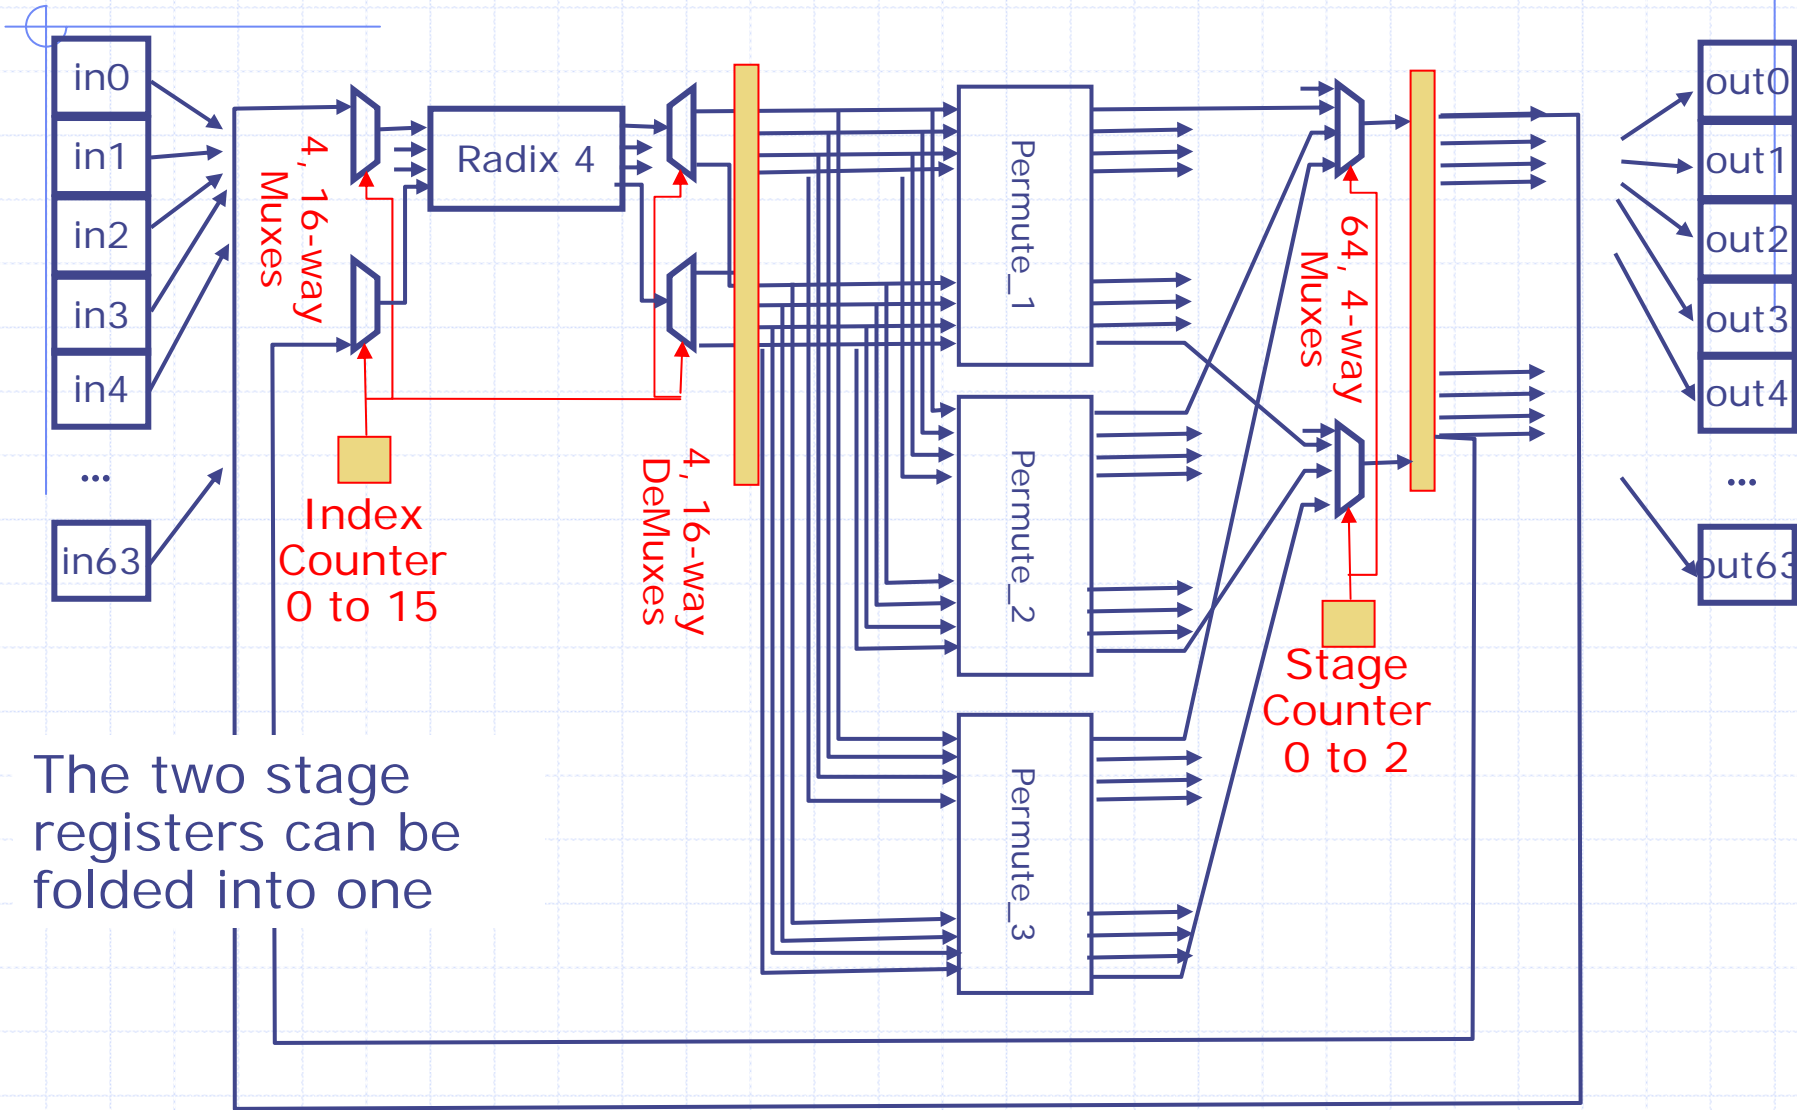 in0
in1
in2
in3
in4
...
in63
4, 16-way
Muxes
Radix 4
Index
Counter
0 to 15
4, 16-way
DeMuxes
Permute_1
Permute_2
Permute_3
64, 4-way
Muxes
Stage
Counter
0 to 2
out0
out1
out2
out3
out4
...
out63
The two stage
registers can be
folded into one